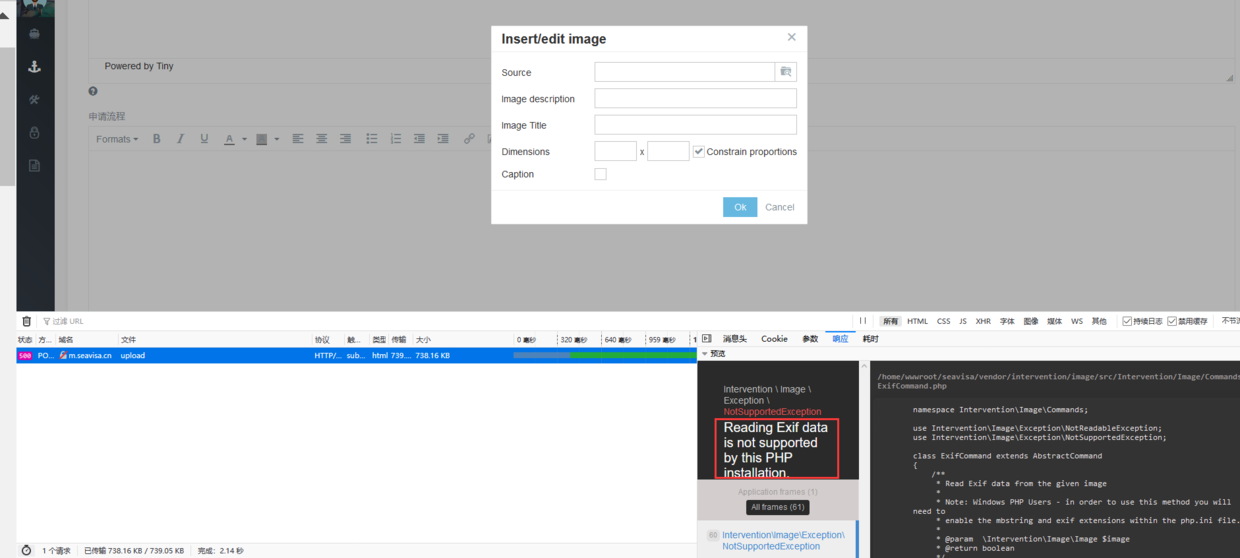 Insert/edit image
Source
Image description
Image Title
Dimensions
x
Constrain proportions
Caption
Ok
Cancel
Powered by Tiny
申请流程
Formats
B I U A
过滤 URL
所有 HTML CSS JS XHR 字体 图像 媒体 WS 其他 持续日志 禁用缓存
状态 方... 域名 文件 协议 触... 类型 传输 大小 0 毫秒 320 毫秒 640 毫秒 959 毫秒
消息头 Cookie 参数 响应 耗时
500 PO... m.seavisa.cn upload HTTP/... sub... html 739... 738.16 KB
预览
Intervention \ Image \
Exception \
NotSupportedException
Reading Exif data
is not supported
by this PHP
installation.
Application frames (1)
All frames (61)
60 Intervention\Image\Exception\
NotSupportedException
/home/wwwroot/seavisa/vendor/intervention/image/src/Intervention/Image/Commands
ExifCommand.php
namespace Intervention\Image\Commands;
use Intervention\Image\Exception\NotReadableException;
use Intervention\Image\Exception\NotSupportedException;
class ExifCommand extends AbstractCommand
{
/**
* Read Exif data from the given image
*
* Note: Windows PHP Users - in order to use this method you will
need to
* enable the mbstring and exif extensions within the php.ini file.
*
* @param \Intervention\Image\Image $image
* @return boolean
*/
1 个请求 已传输 738.16 KB / 739.05 KB 完成: 2.14 秒